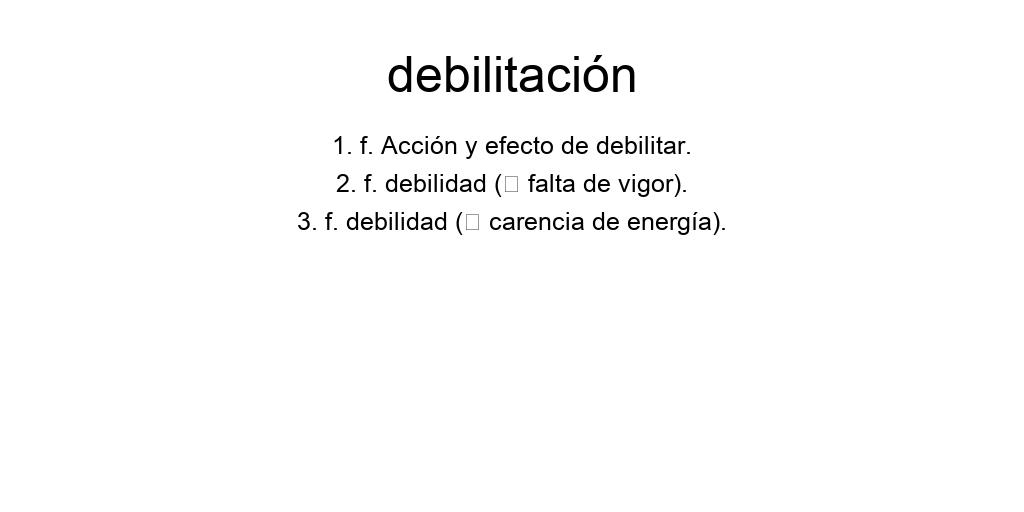 debilitación
1. f. Acción y efecto de debilitar.
2. f. debilidad (□ falta de vigor).
3. f. debilidad (□ carencia de energía).